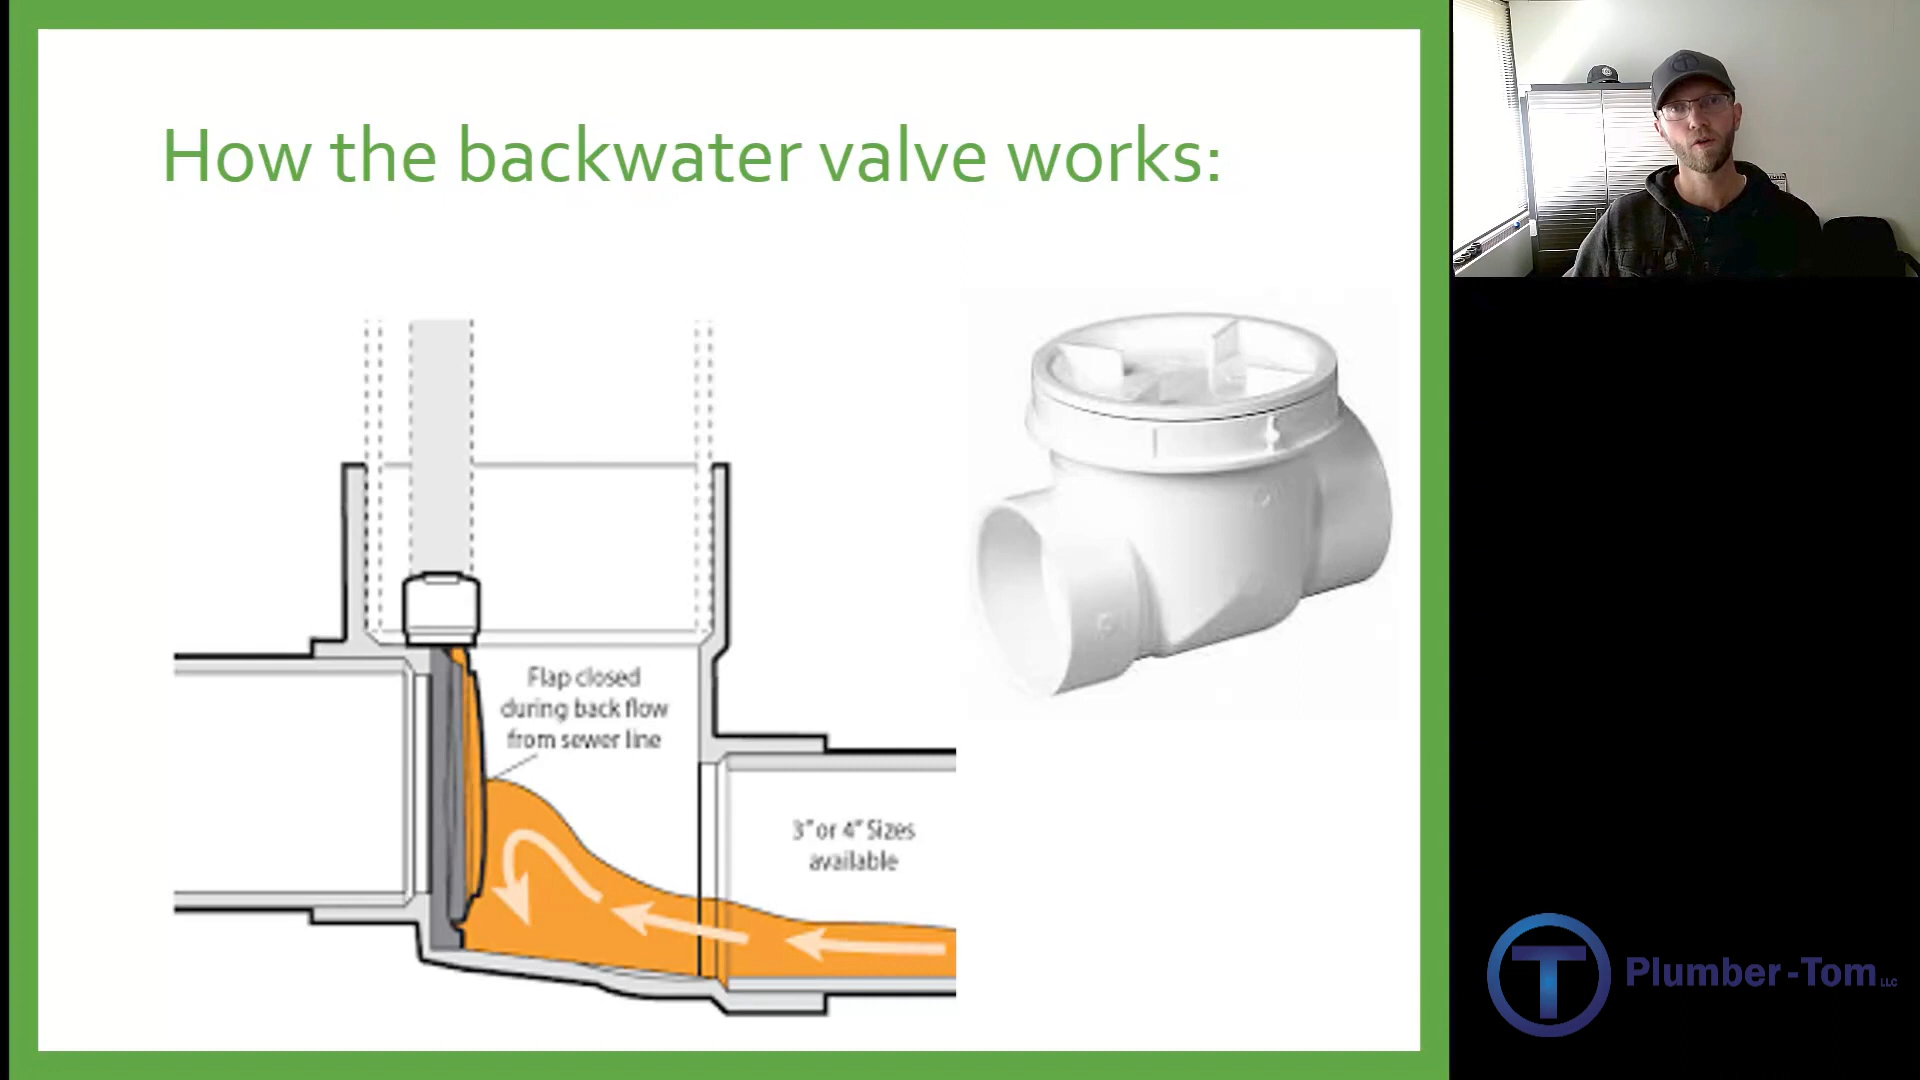 How the backwater valve works:
Flap closed
during back flow
from sewer line
3" or 4" Sizes
available
T Plumber-Tom LLC